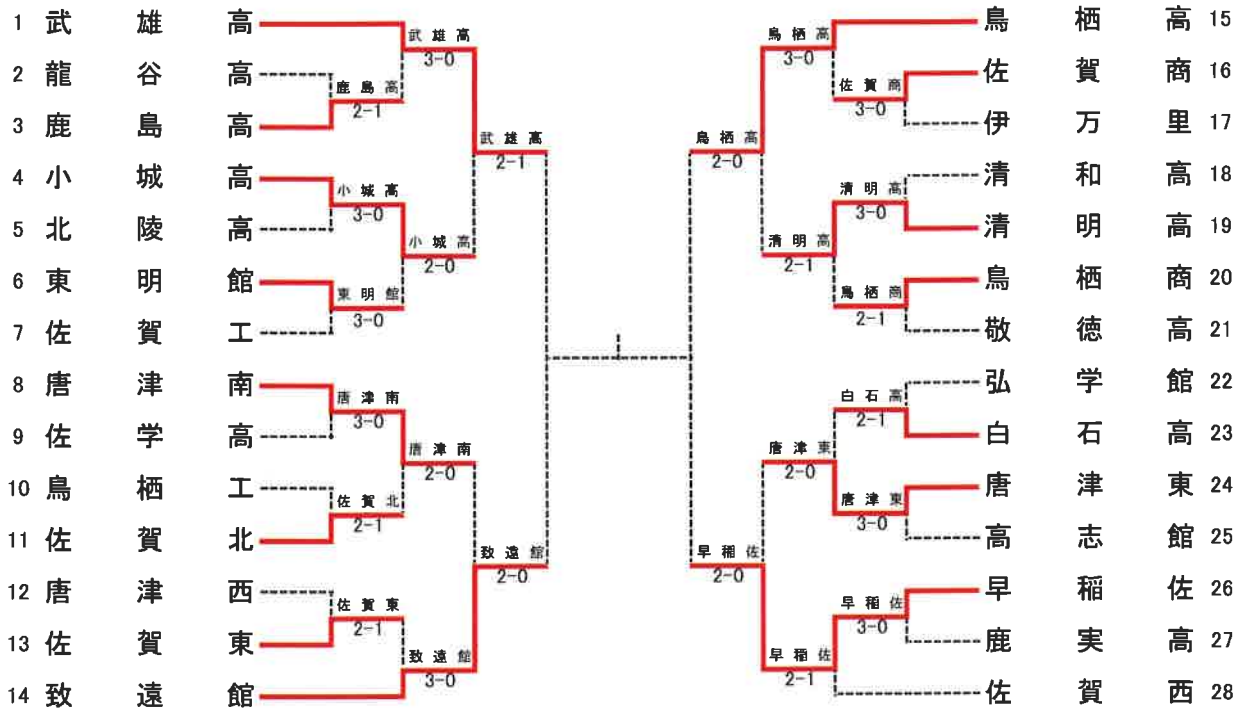 1 武雄高
2 龍谷高
3 鹿島高
4 小城高
5 北陵高
6 東明館
7 佐賀工
8 唐津南
9 佐学高
10 鳥栖工
11 佐賀北
12 唐津西
13 佐賀東
14 致遠館
武雄高
3-0
鹿島高
2-1
武雄高
2-1
小城高
3-0
小城高
2-0
東明館
3-0
唐津南
3-0
唐津南
2-0
佐賀北
2-1
致遠館
2-0
佐賀東
2-1
致遠館
3-0
鳥栖高
3-0
佐賀商
3-0
鳥栖高
2-0
清明高
3-0
清明高
2-1
鳥栖商
2-1
白石高
2-1
唐津東
2-0
唐津東
3-0
早稲佐
2-0
早稲佐
3-0
早稲佐
2-1
鳥栖高 15
佐賀商 16
伊万里 17
清和高 18
清明高 19
鳥栖商 20
敬徳高 21
弘学館 22
白石高 23
唐津東 24
高志館 25
早稲佐 26
鹿実高 27
佐賀西 28